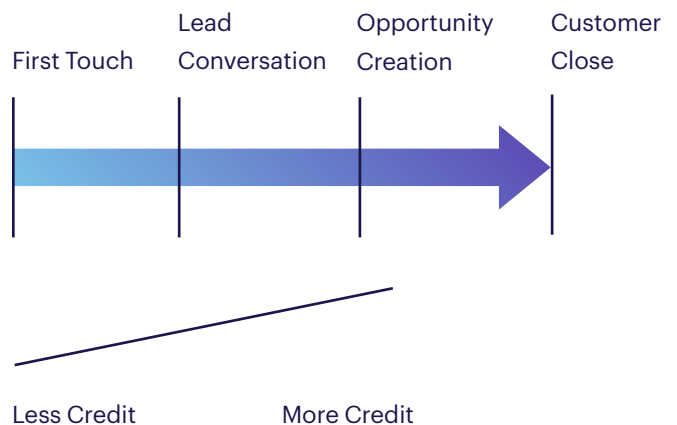 First Touch
Lead
Conversation
Opportunity
Creation
Customer
Close
Less Credit
More Credit